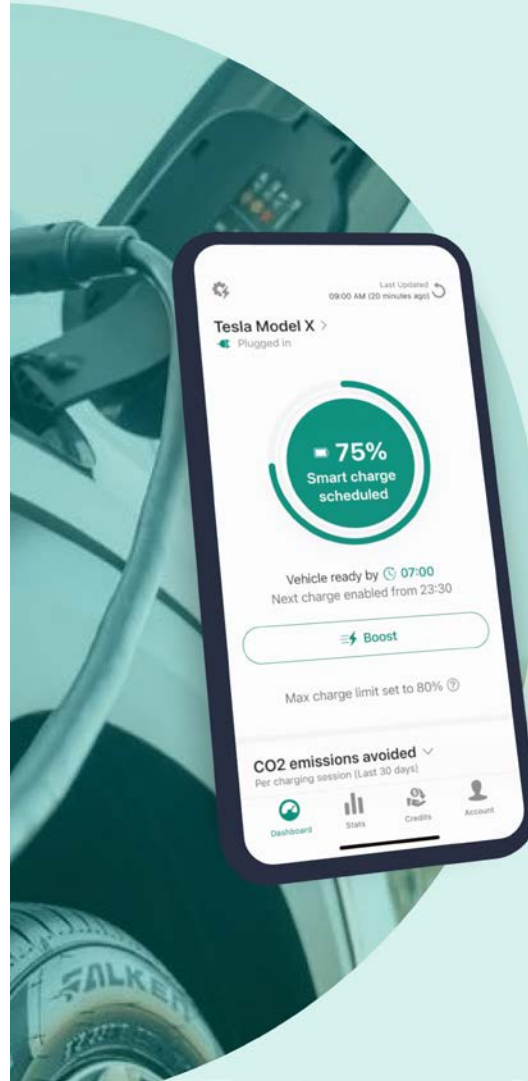 Last Updated
09:00 AM (20 minutes ago)
Tesla Model X >
Plugged in
75%
Smart charge
scheduled
Vehicle ready by 07:00
Next charge enabled from 23:30
Boost
Max charge limit set to 80% ?
CO2 emissions avoided
Per charging session (Last 30 days)
Dashboard
Stats
Credits
Account
FALKEN